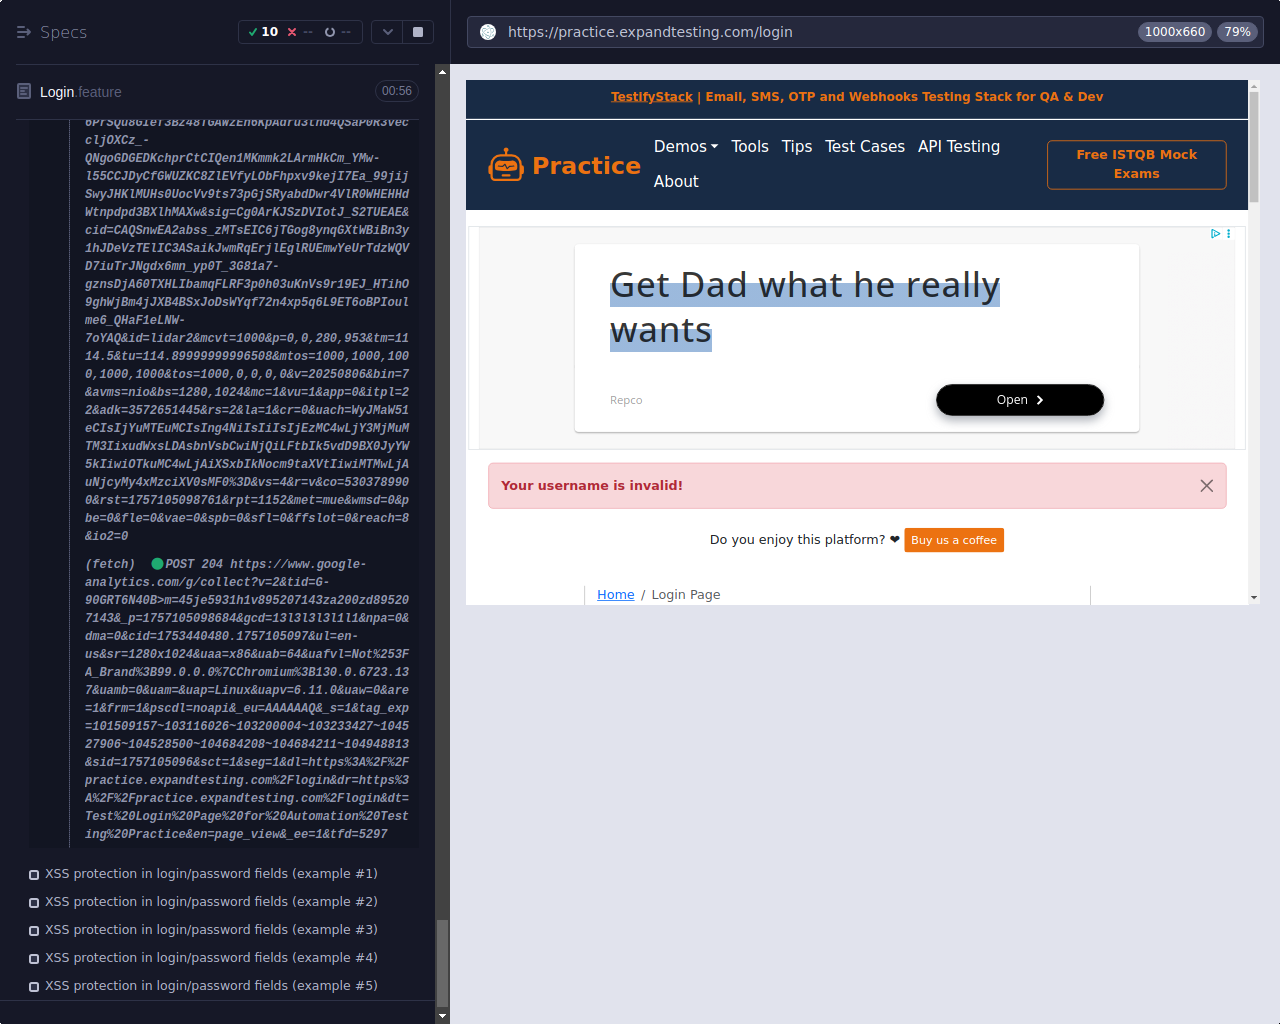 Specs
10
--
--
Login.feature
00:56
ccljOXCz_-
QNgoGDGEDKchprCtCIQen1MKmmk2LArmHkCm_YMw-
l55CCJDyCfGWUZKC8ZlEVfyLObFhpxv9kejI7Ea_99jij
SwyJHKlMUHs0UocVv9ts73pGjSRyabdDwr4VlR0WHEHHd
Wtnpdpd3BXlhMAXw&sig=Cg0ArKJSzDVIotJ_S2TUEAE&
cid=CAQSnwEA2abss_zMTsEIC6jTGog8ynqGXtWBiBn3y
1hJDeVzTElIC3ASaikJwmRqErjlEglRUEmwYeUrTdzWQV
D7iuTrJNgdx6mn_yp0T_3G81a7-
gznsDjA60TXHLIbamqFLRF3p0h03uKnVs9r19EJ_HTihO
9ghWjBm4jJXB4BSxJoDsWYqf72n4xp5q6L9ET6oBPIoul
me6_QHaF1eLNW-
7oYAQ&id=lidar2&mcvt=1000&p=0,0,280,953&tm=11
14.5&tu=114.89999999996508&mtos=1000,1000,100
0,1000,1000&tos=1000,0,0,0,0&v=20250806&bin=7
&avms=nio&bs=1280,1024&mc=1&vu=1&app=0&itpl=2
2&adk=3572651445&rs=2&la=1&cr=0&uach=WyJMaW51
eCIsIjYuMTEuMCIsIng4NiIsIiIsIjEzMC4wLjY3MjMuM
TM3IixudWxsLDAsbnVsbCwiNjQiLFtbIk5vdD9BX0JyYW
5kIiwiOTkuMC4wLjAiXSxbIkNocm9taXVtIiwiMTMwLjA
uNjcyMy4xMzciXV0sMF0%3D&vs=4&r=v&co=530378990
0&rst=1757105098761&rpt=1152&met=mue&wmsd=0&p
be=0&fle=0&vae=0&spb=0&sfl=0&ffslot=0&reach=8
&io2=0
(fetch) POST 204 https://www.google-
analytics.com/g/collect?v=2&tid=G-
90GRT6N40B>m=45je5931h1v895207143za200zd89520
7143&_p=1757105098684&gcd=13l3l3l3l1l1&npa=0&
dma=0&cid=1753440480.1757105097&ul=en-
us&sr=1280x1024&uaa=x86&uab=64&uafvl=Not%253F
A_Brand%3B99.0.0.0%7CChromium%3B130.0.6723.13
7&uamb=0&uam=&uap=Linux&uapv=6.11.0&uaw=0&are
=1&frm=1&pscdl=noapi&_eu=AAAAAAQ&_s=1&tag_exp
=101509157~103116026~103200004~103233427~1045
27906~104528500~104684208~104684211~104948813
&sid=1757105096&sct=1&seg=1&dl=https%3A%2F%2F
practice.expandtesting.com%2Flogin&dr=https%3
A%2F%2Fpractice.expandtesting.com%2Flogin&dt=
Test%20Login%20Page%20for%20Automation%20Test
ing%20Practice&en=page_view&_ee=1&tfd=5297
XSS protection in login/password fields (example #1)
XSS protection in login/password fields (example #2)
XSS protection in login/password fields (example #3)
XSS protection in login/password fields (example #4)
XSS protection in login/password fields (example #5)
https://practice.expandtesting.com/login
1000x660
79%
TestifyStack | Email, SMS, OTP and Webhooks Testing Stack for QA & Dev
Practice
Demos Tools Tips Test Cases API Testing
About
Free ISTQB Mock
Exams
Get Dad what he really
wants
Repco
Open
Your username is invalid!
Do you enjoy this platform? ❤ Buy us a coffee
Home / Login Page